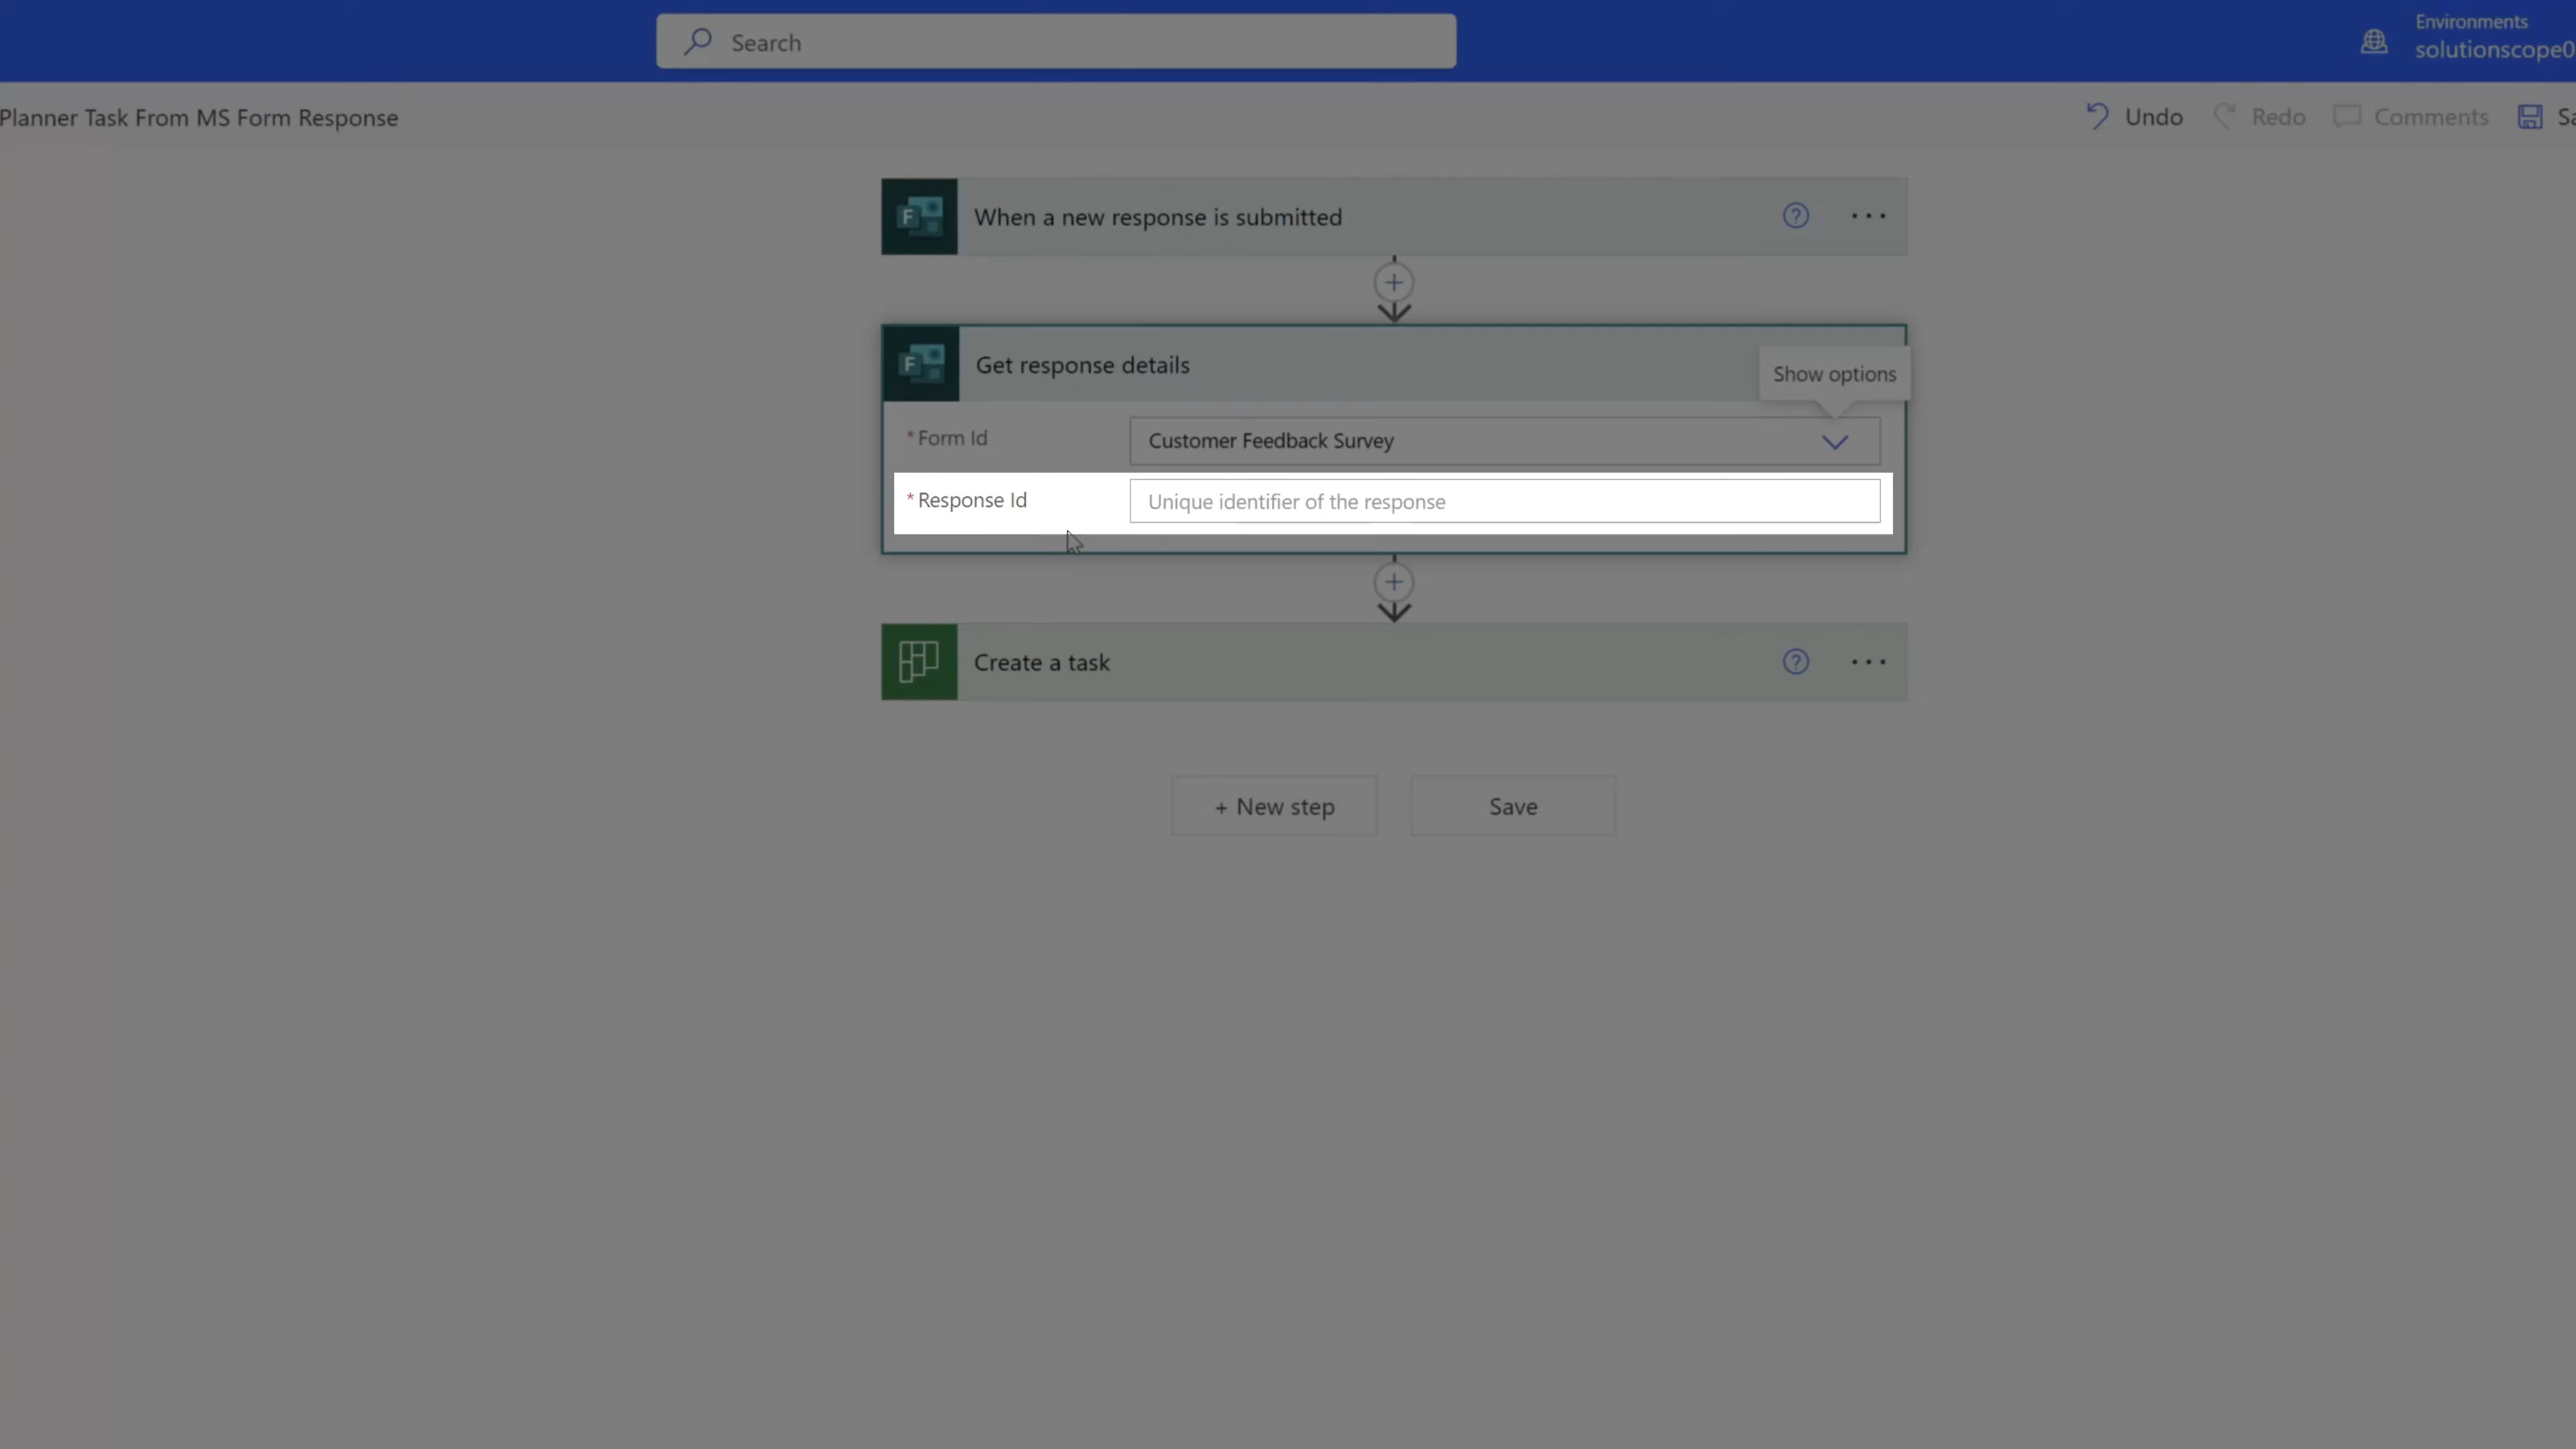 Search
Environments
solutionscope0
Planner Task From MS Form Response
Undo
Redo
Comments
Sa
F
When a new response is submitted
?
F
Get response details
Show options
* Form Id
Customer Feedback Survey
* Response Id
Unique identifier of the response
Create a task
?
+ New step
Save